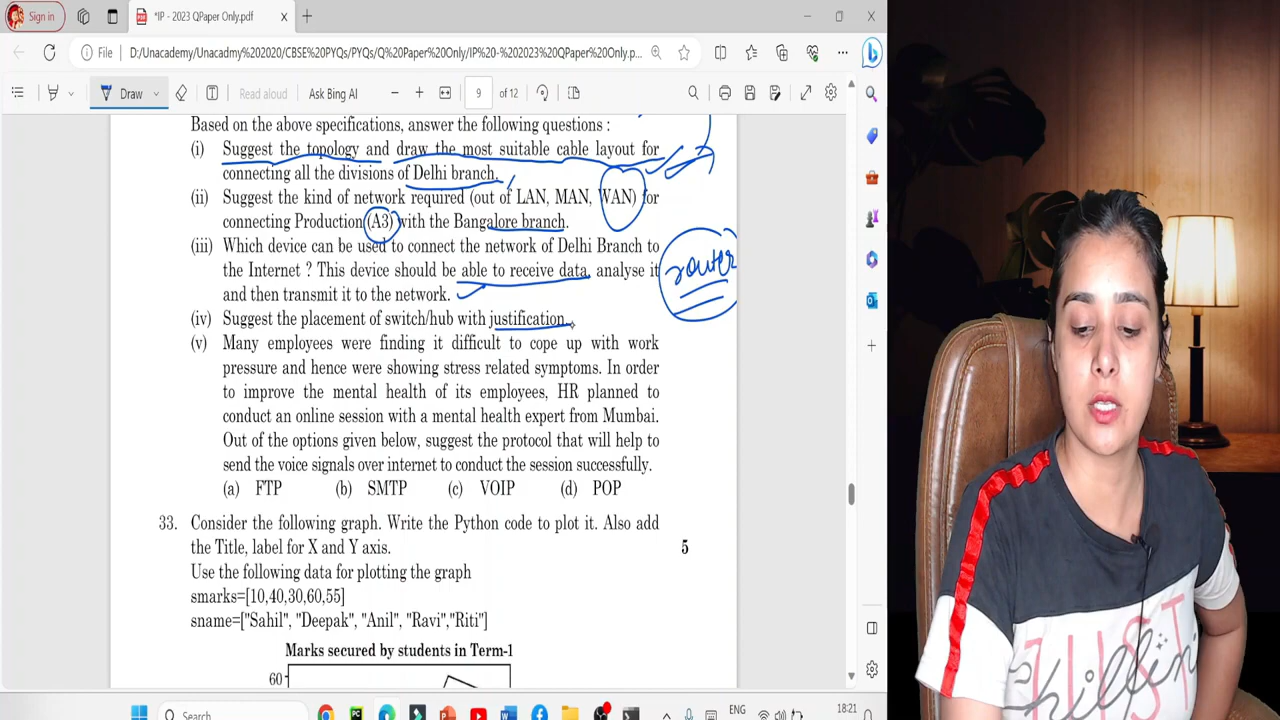 Sign in
*IP - 2023 QPaper Only.pdf
File
D:/Unacademy/Unacadmy%202020/CBSE%20PYQs/PYQs/Q%20Paper%20Only/IP%20-%202023%20QPaper%20Only.p...
Draw
Read aloud
Ask Bing AI
9
of 12
Based on the above specifications, answer the following questions :
(i) Suggest the topology and draw the most suitable cable layout for
connecting all the divisions of Delhi branch.
(ii) Suggest the kind of network required (out of LAN, MAN, WAN) for
connecting Production (A3) with the Bangalore branch.
(iii) Which device can be used to connect the network of Delhi Branch to
the Internet ? This device should be able to receive data, analyse it
and then transmit it to the network.
router
(iv) Suggest the placement of switch/hub with justification.
(v) Many employees were finding it difficult to cope up with work
pressure and hence were showing stress related symptoms. In order
to improve the mental health of its employees, HR planned to
conduct an online session with a mental health expert from Mumbai.
Out of the options given below, suggest the protocol that will help to
send the voice signals over internet to conduct the session successfully.
(a) FTP (b) SMTP (c) VOIP (d) POP
33. Consider the following graph. Write the Python code to plot it. Also add
the Title, label for X and Y axis.
5
Use the following data for plotting the graph
smarks=[10,40,30,60,55]
sname=["Sahil", "Deepak", "Anil", "Ravi","Riti"]
Marks secured by students in Term-1
60
Search
ENG
18:21